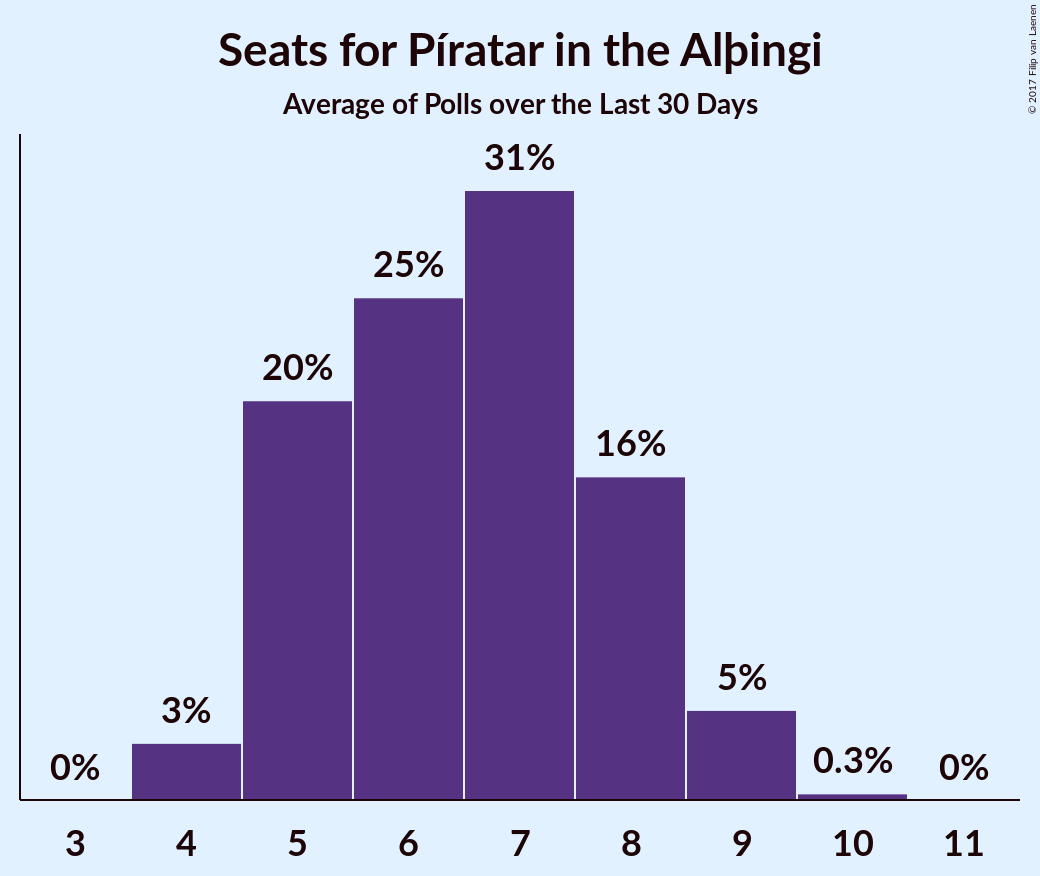 Seats for Píratar in the Alþingi
Average of Polls over the Last 30 Days
© 2017 Filip van Laenen
31%
25%
20%
16%
5%
3%
0.3%
0%
0%
3 4 5 6 7 8 9 10 11